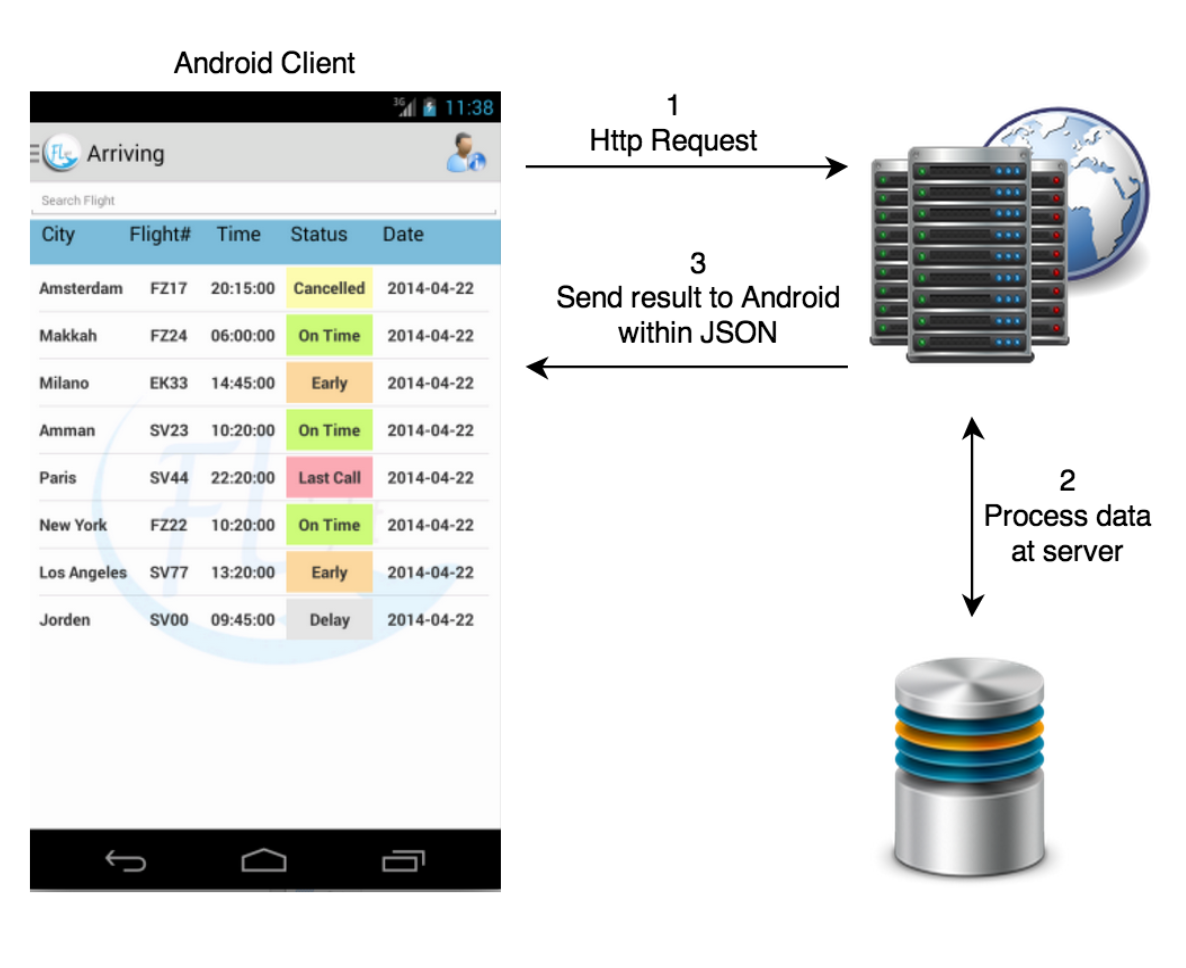 Android Client
3G 11:38
FLy Arriving
Search Flight
City Flight# Time Status Date
Amsterdam FZ17 20:15:00 Cancelled 2014-04-22
Makkah FZ24 06:00:00 On Time 2014-04-22
Milano EK33 14:45:00 Early 2014-04-22
Amman SV23 10:20:00 On Time 2014-04-22
Paris SV44 22:20:00 Last Call 2014-04-22
New York FZ22 10:20:00 On Time 2014-04-22
Los Angeles SV77 13:20:00 Early 2014-04-22
Jorden SV00 09:45:00 Delay 2014-04-22
1
Http Request
3
Send result to Android
within JSON
2
Process data
at server